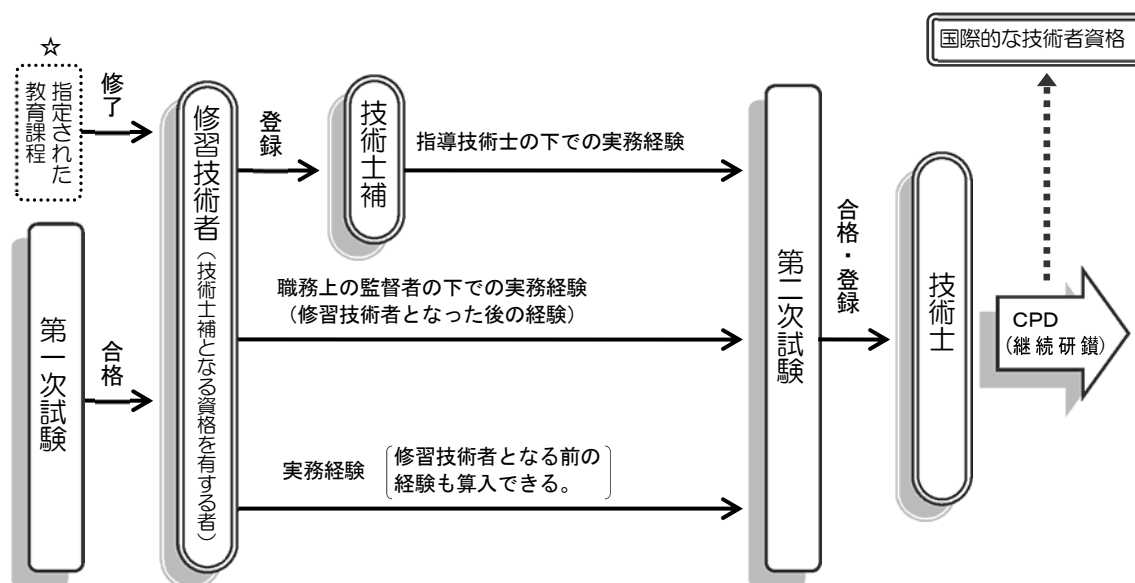 国際的な技術者資格
☆
指定された
教育課程
修了
修習技術者（技術士補となる資格を有する者）
登録
技術士補
指導技術士の下での実務経験
第一次試験
合格
職務上の監督者の下での実務経験
（修習技術者となった後の経験）
実務経験
修習技術者となる前の
経験も算入できる。
第二次試験
合格・登録
技術士
CPD
(継続研鑚)